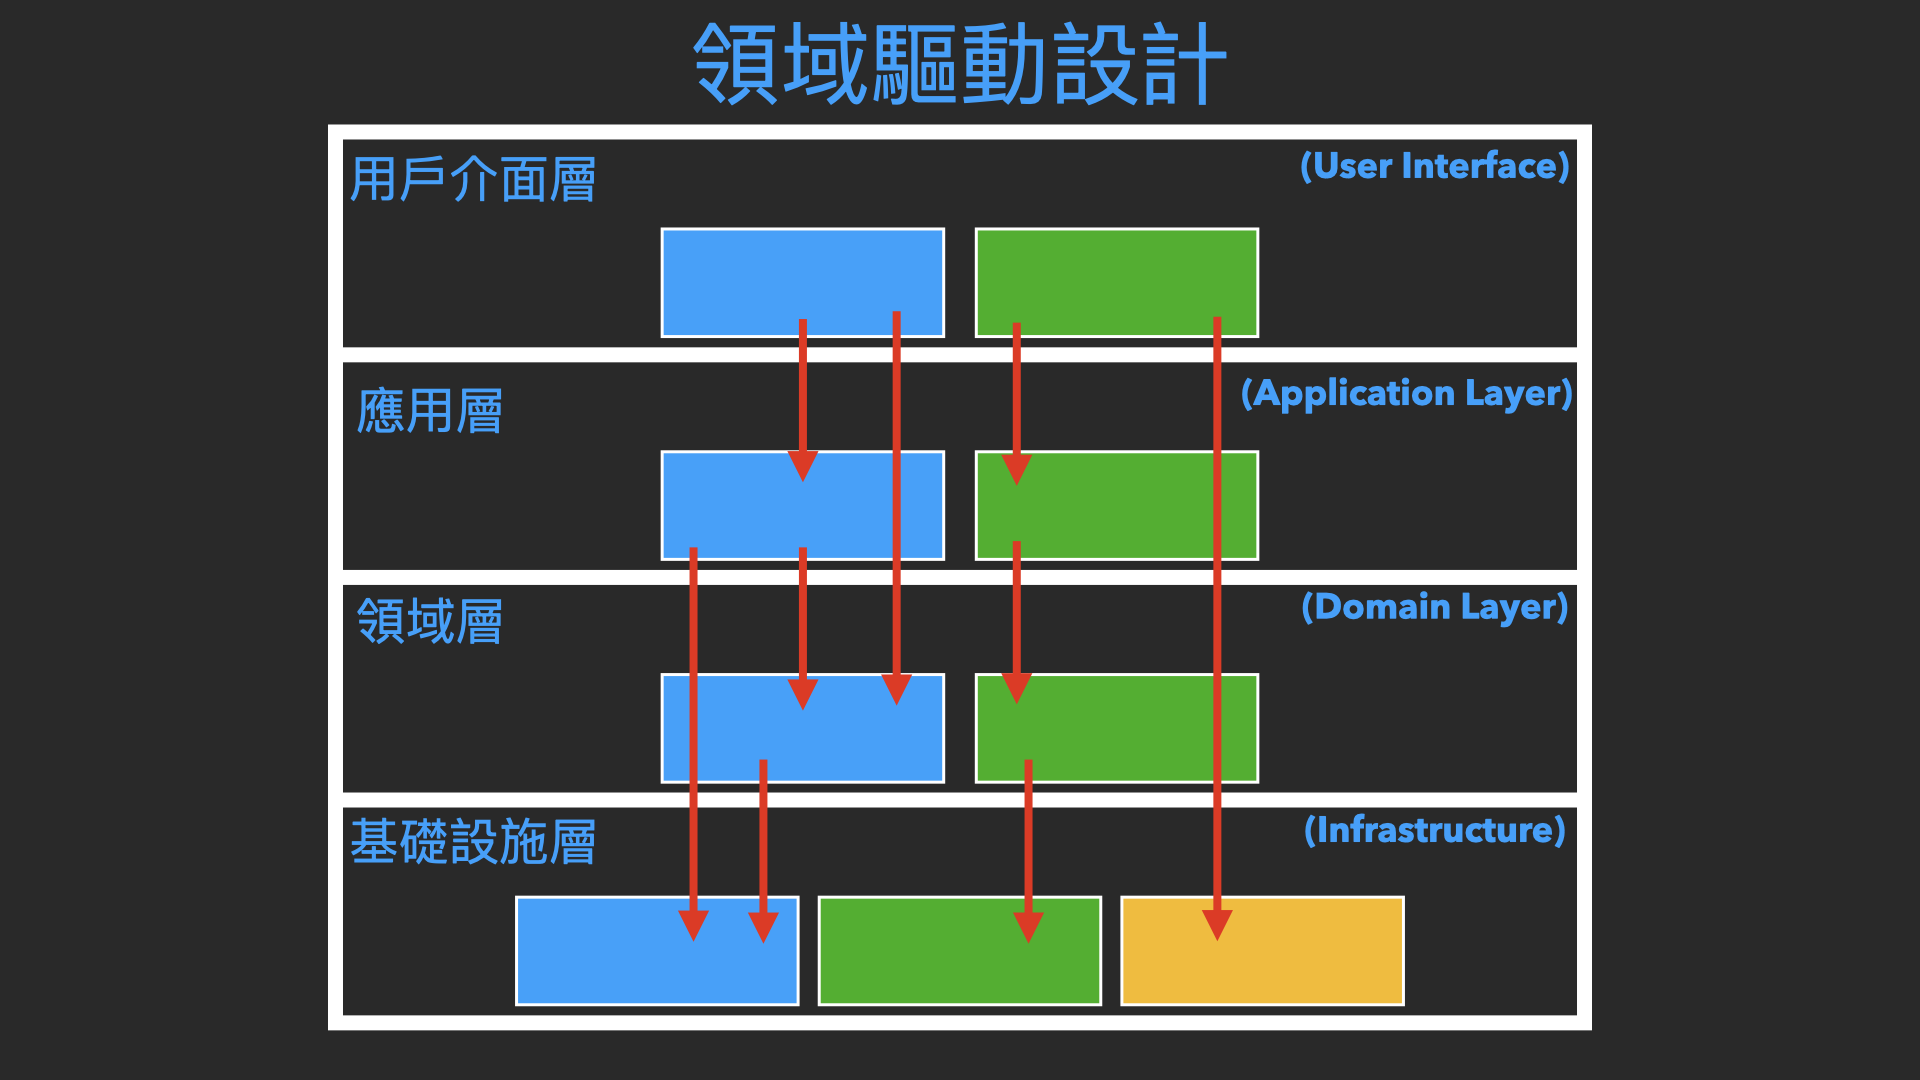 領域驅動設計
用戶介面層
(User Interface)
應用層
(Application Layer)
領域層
(Domain Layer)
基礎設施層
(Infrastructure)